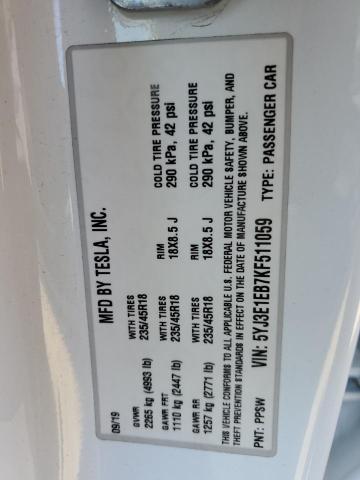 MFD BY TESLA, INC.
09/19
GVWR WITH TIRES RIM COLD TIRE PRESSURE
2265 kg (4993 lb) 235/45R18 18X8.5 J 290 kPa, 42 psi
GAWR FRT WITH TIRES
1110 kg (2447 lb) 235/45R18
GAWR RR WITH TIRES RIM COLD TIRE PRESSURE
1257 kg (2771 lb) 235/45R18 18X8.5 J 290 kPa, 42 psi
THIS VEHICLE CONFORMS TO ALL APPLICABLE U.S. FEDERAL MOTOR VEHICLE SAFETY, BUMPER, AND
THEFT PREVENTION STANDARDS IN EFFECT ON THE DATE OF MANUFACTURE SHOWN ABOVE.
VIN: 5YJ3E1EB7KF511059
PNT: PPSW TYPE: PASSENGER CAR